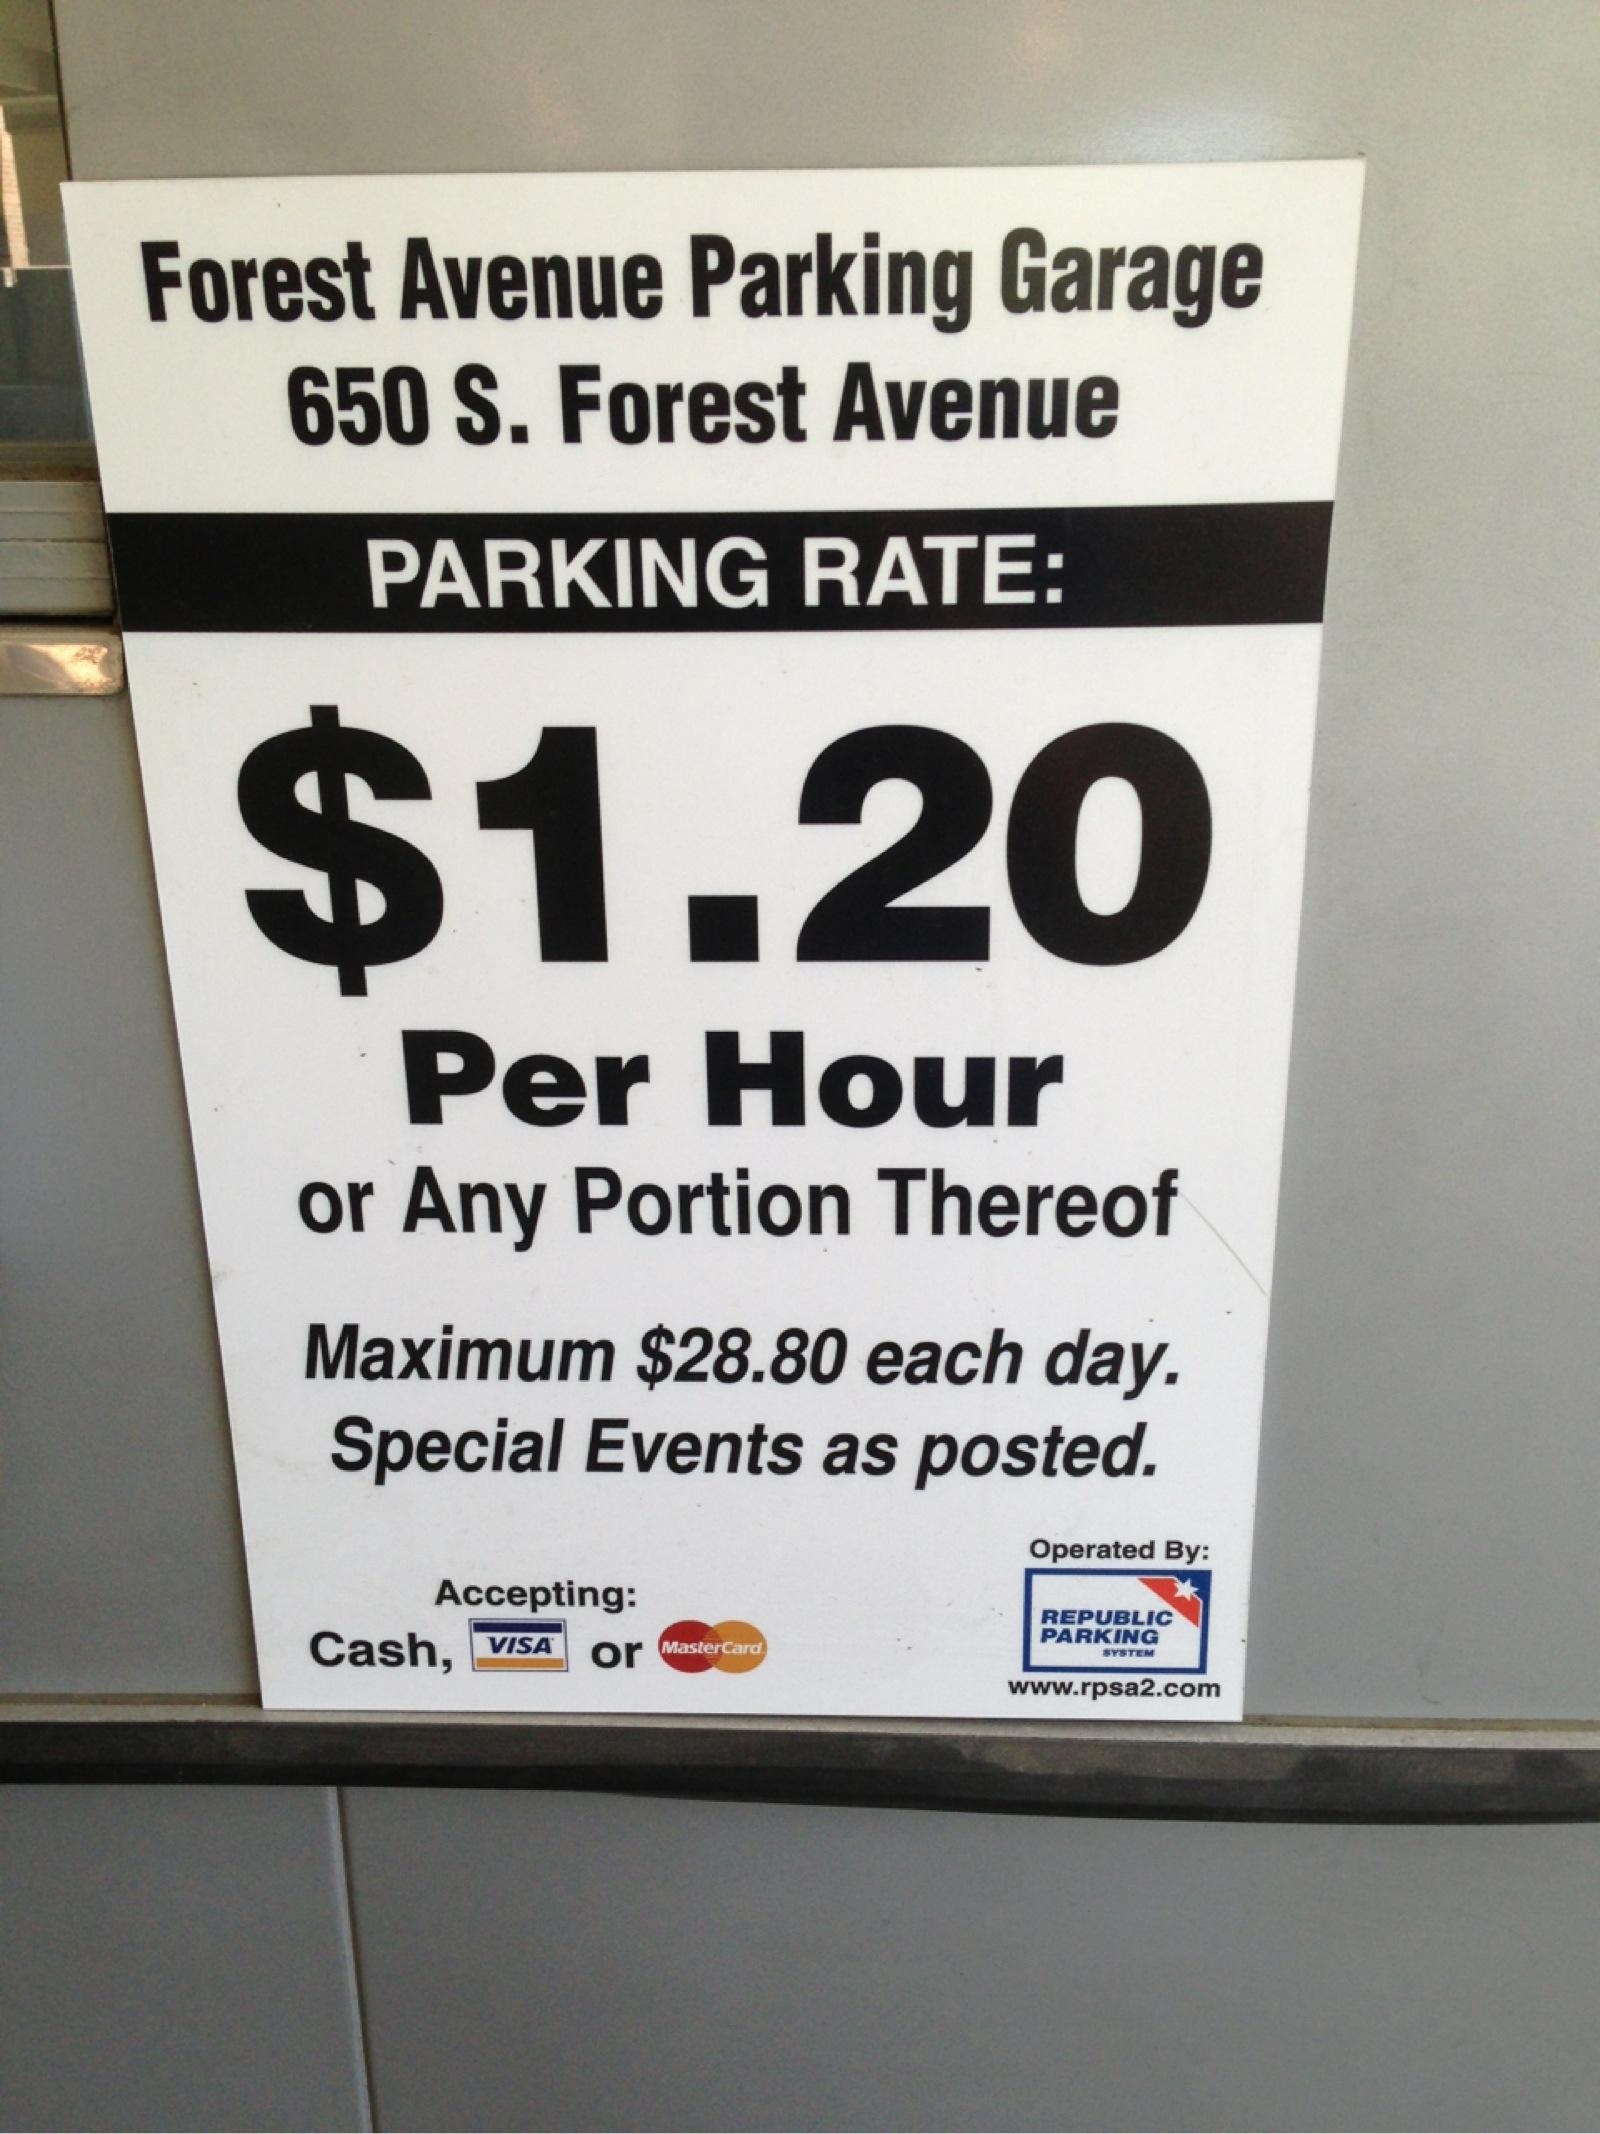 Forest Avenue Parking Garage
650 S. Forest Avenue
PARKING RATE:
$1.20
Per Hour
or Any Portion Thereof
Maximum $28.80 each day.
Special Events as posted.
Accepting:
Cash, VISA or MasterCard
Operated By:
REPUBLIC
PARKING
SYSTEM
www.rpsa2.com